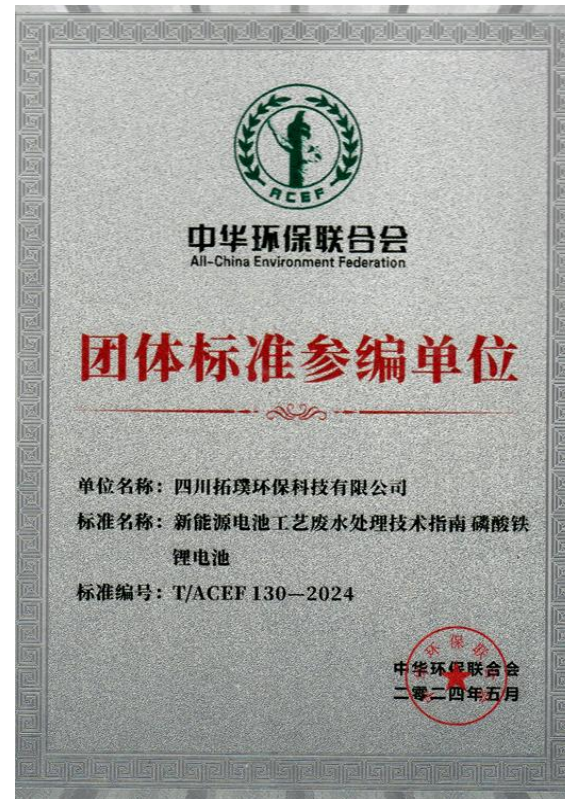 ACEF
中华环保联合会
All-China Environment Federation
团体标准参编单位
单位名称：四川拓璞环保科技有限公司
标准名称：新能源电池工艺废水处理技术指南 磷酸铁
锂电池
标准编号：T/ACEF 130—2024
中华环保联合会
二零二四年五月